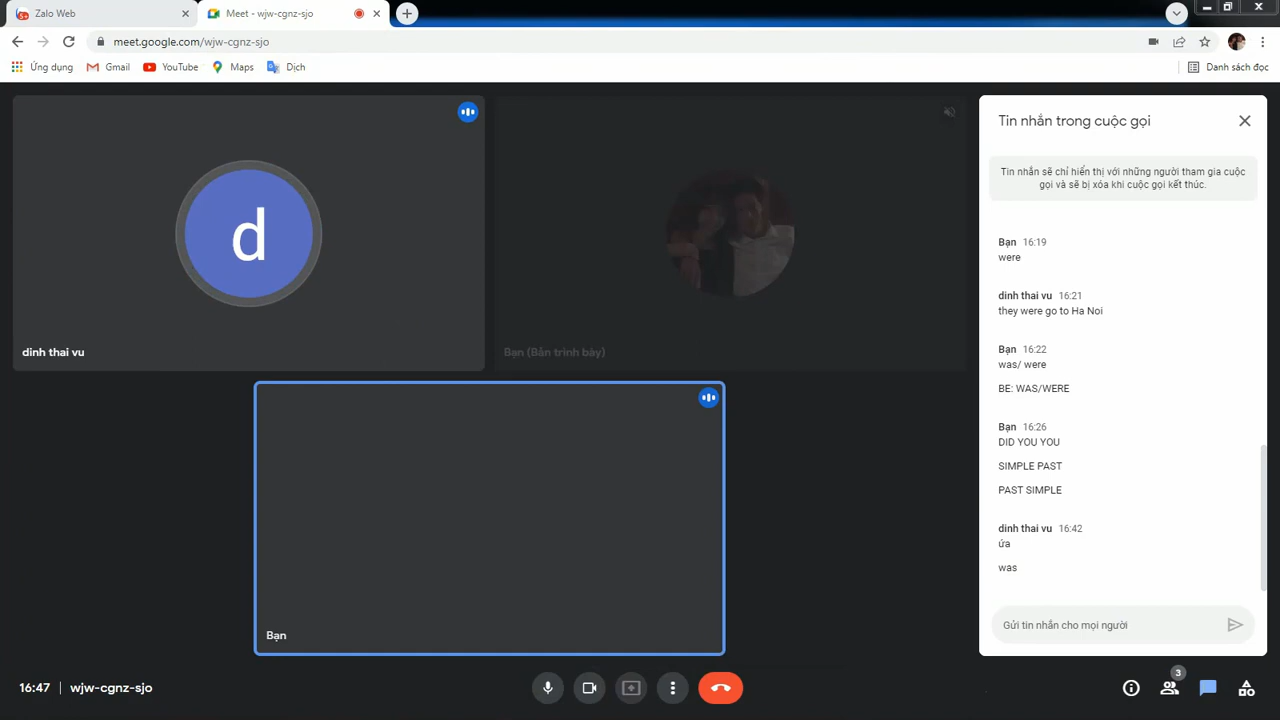 Zalo Web
5+
Meet - wjw-cgnz-sjo
meet.google.com/wjw-cgnz-sjo
Ứng dụng
Gmail
YouTube
Maps
Dịch
Danh sách đọc
d
dinh thai vu
Bạn (Bản trình bày)
Bạn
Tin nhắn trong cuộc gọi
Tin nhắn sẽ chỉ hiển thị với những người tham gia cuộc
gọi và sẽ bị xóa khi cuộc gọi kết thúc.
Bạn 16:19
were
dinh thai vu 16:21
they were go to Ha Noi
Bạn 16:22
was/ were
BE: WAS/WERE
Bạn 16:26
DID YOU YOU
SIMPLE PAST
PAST SIMPLE
dinh thai vu 16:42
ứa
was
Gửi tin nhắn cho mọi người
16:47 | wjw-cgnz-sjo
3